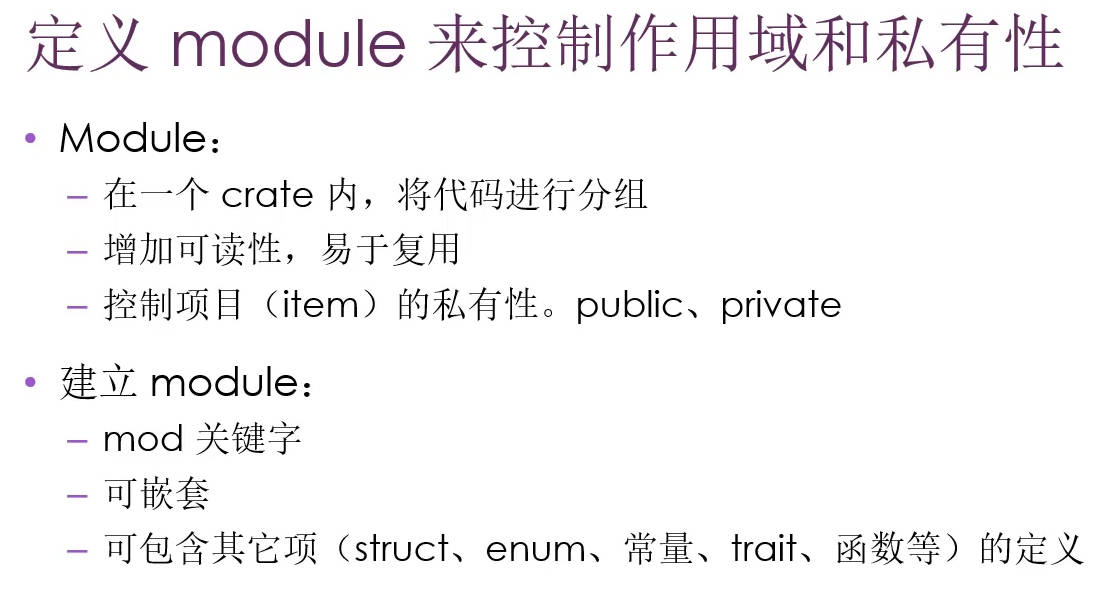 定义 module 来控制作用域和私有性
• Module：
– 在一个 crate 内，将代码进行分组
– 增加可读性，易于复用
– 控制项目（item）的私有性。public、private
• 建立 module：
– mod 关键字
– 可嵌套
– 可包含其它项（struct、enum、常量、trait、函数等）的定义